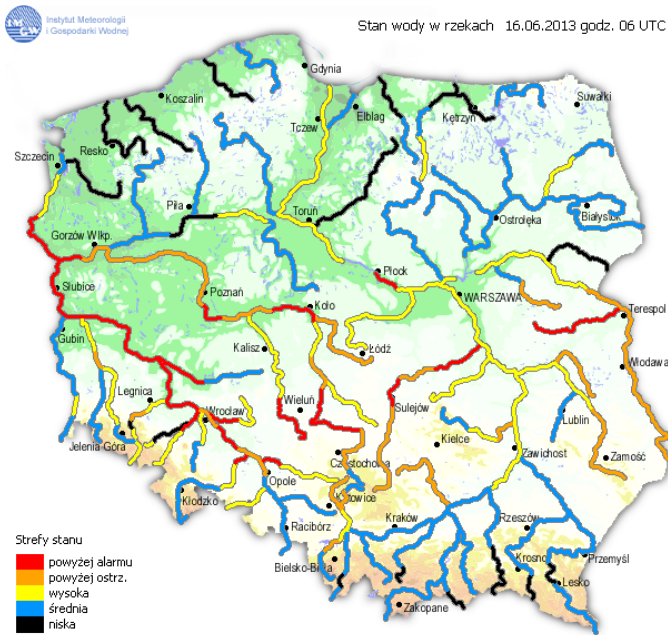 IMGW
Instytut Meteorologii
i Gospodarki Wodnej
Stan wody w rzekach 16.06.2013 godz. 06 UTC
Gdynia
Koszalin
Suwałki
Elbląg
Kętrzyn
Tczew
Resko
Szczecin
Piła
Toruń
Ostrołęka
Białystok
Gorzów Wlkp.
Płock
Słubice
Poznań
Koło
WARSZAWA
Terespol
Gubin
Kalisz
Łódź
Włodawa
Legnica
Wrocław
Wieluń
Sulejów
Lublin
Jelenia Góra
Kielce
Zawichost
Zamość
Częstochowa
Opole
Kłodzko
Katowice
Racibórz
Kraków
Rzeszów
Strefy stanu
Bielsko-Biała
Krosno
Przemyśl
Lesko
Zakopane
powyżej alarmu
powyżej ostrz.
wysoka
średnia
niska